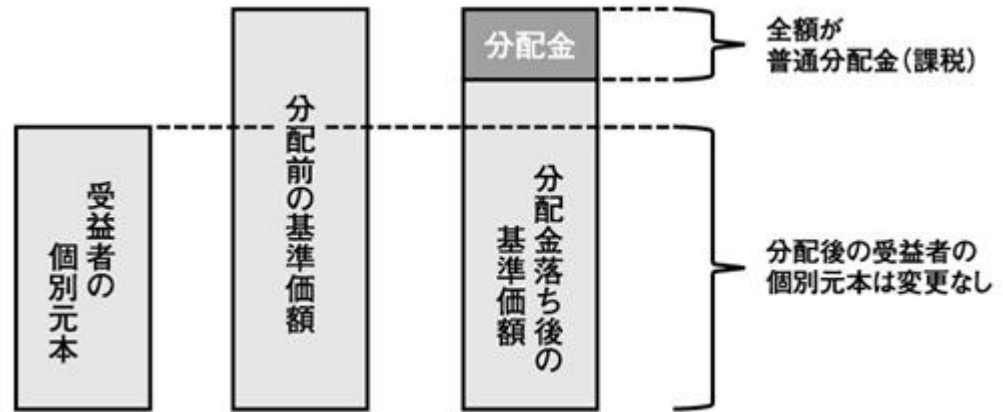 受益者の
個別元本
分配前の基準価額
分配金
分配金落ち後の
基準価額
全額が
普通分配金(課税)
分配後の受益者の
個別元本は変更なし